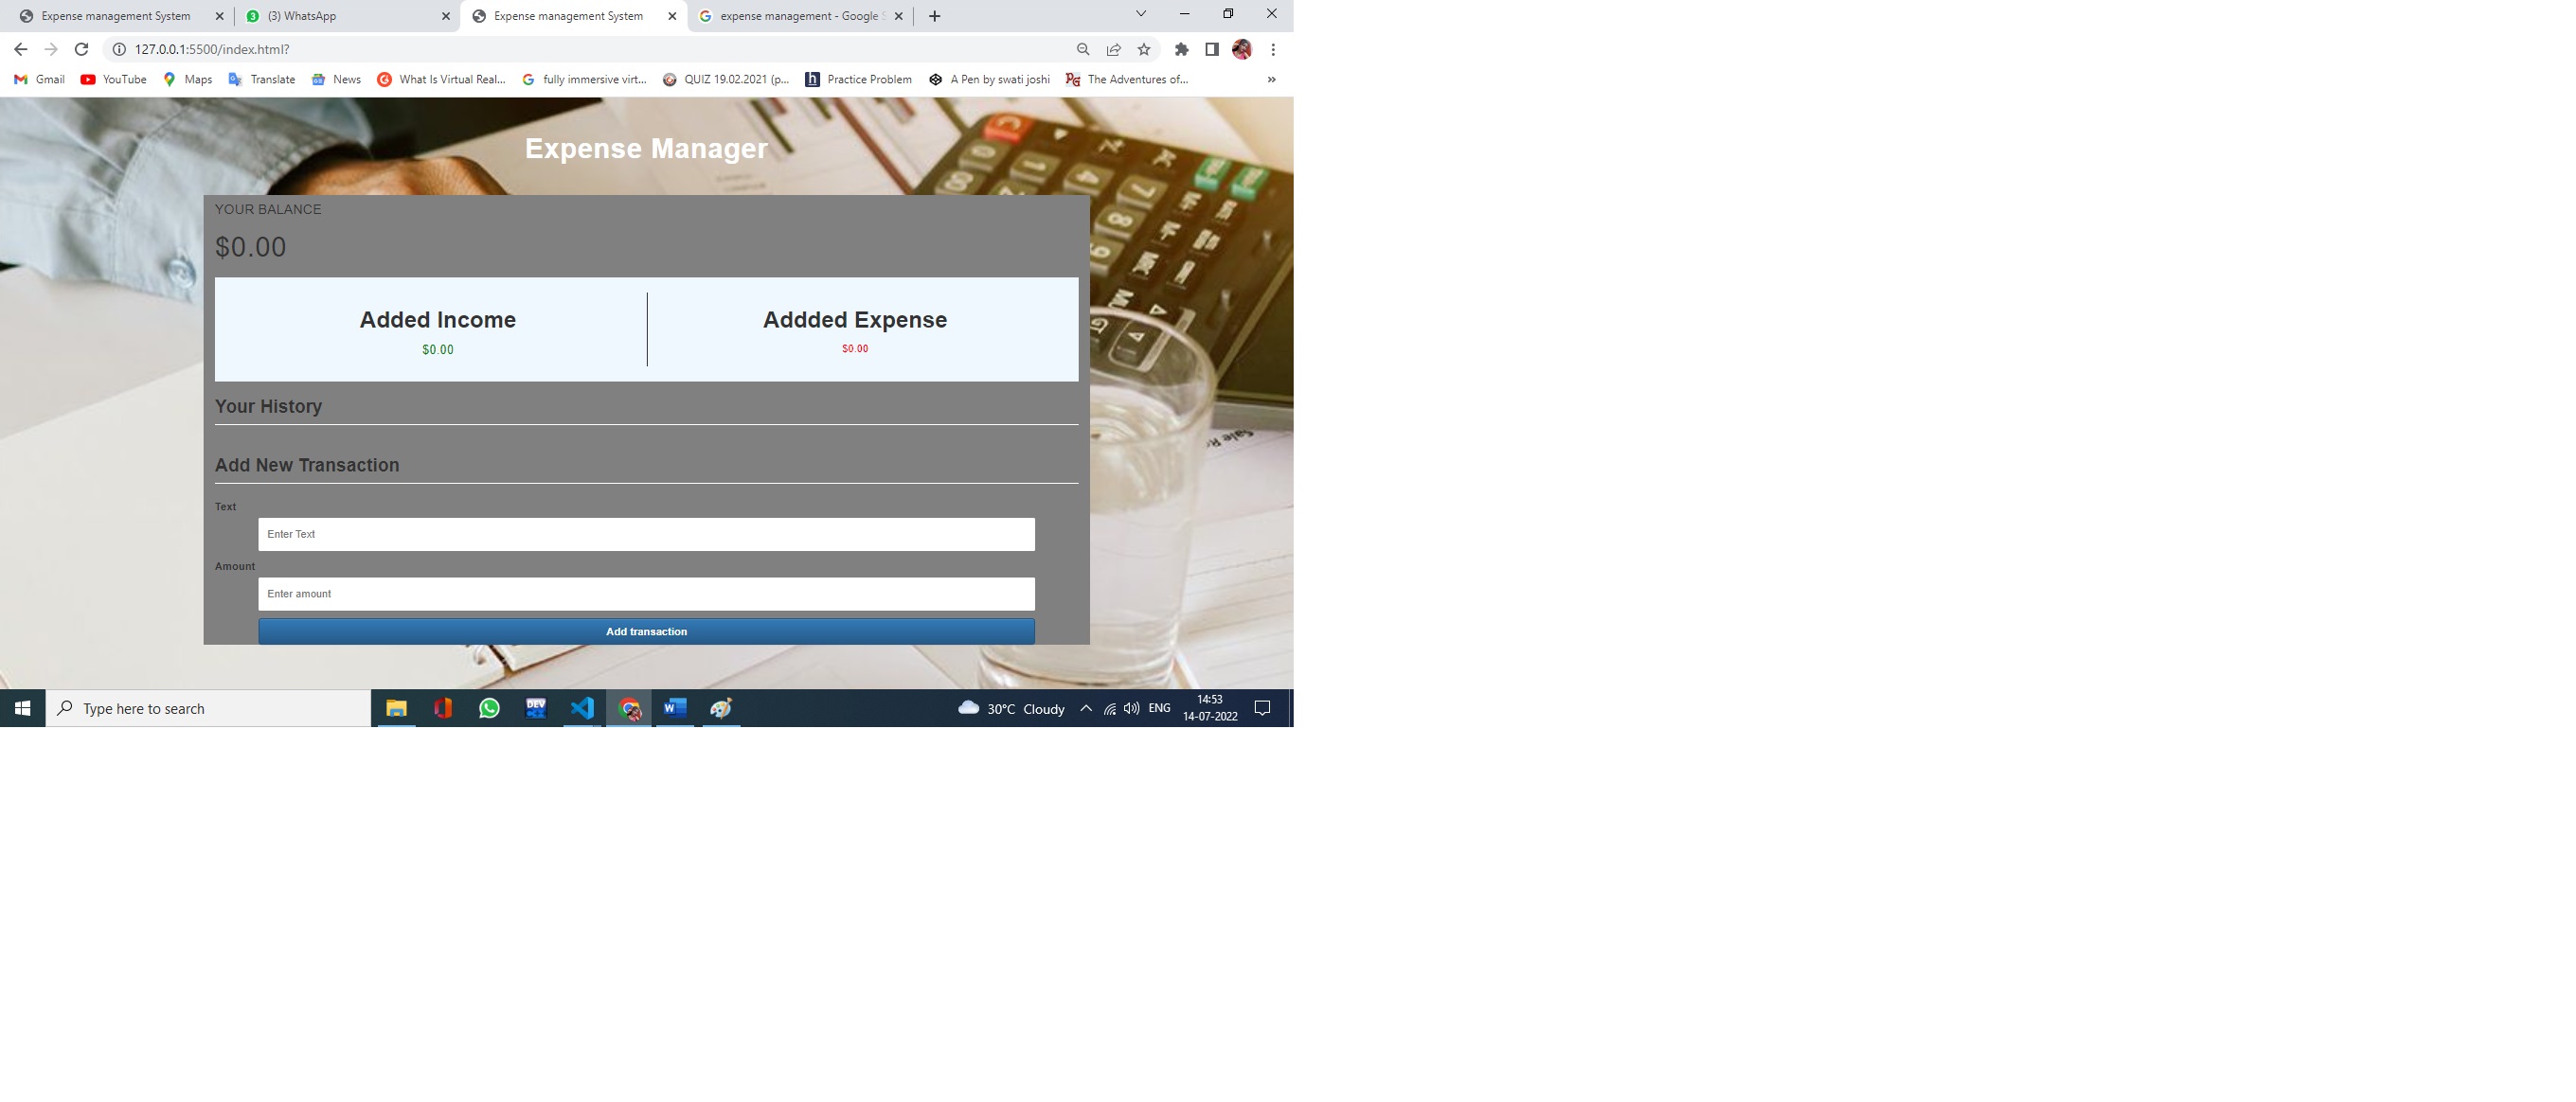 Expense management System
(3) WhatsApp
Expense management System
expense management - Google S
127.0.0.1:5500/index.html?
Gmail
YouTube
Maps
Translate
News
What Is Virtual Real...
fully immersive virt...
QUIZ 19.02.2021 (p...
Practice Problem
A Pen by swati joshi
The Adventures of...
»
Expense Manager
YOUR BALANCE
$0.00
Added Income
$0.00
Addded Expense
$0.00
Your History
Add New Transaction
Text
Enter Text
Amount
Enter amount
Add transaction
Sale
Type here to search
DEV
30°C Cloudy
ENG
14:53
14-07-2022